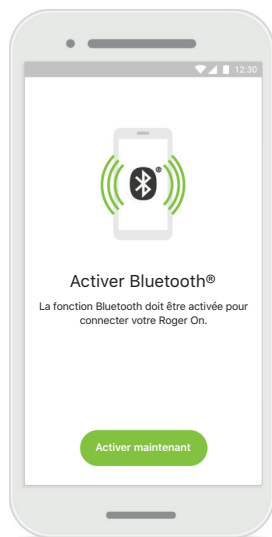 12:30
®
Activer Bluetooth®
La fonction Bluetooth doit être activée pour
connecter votre Roger On.
Activer maintenant